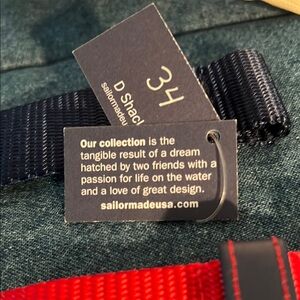 34
D Shac
sailormadeu
Our collection is the
tangible result of a dream
hatched by two friends with a
passion for life on the water
and a love of great design.
sailormadeusa.com